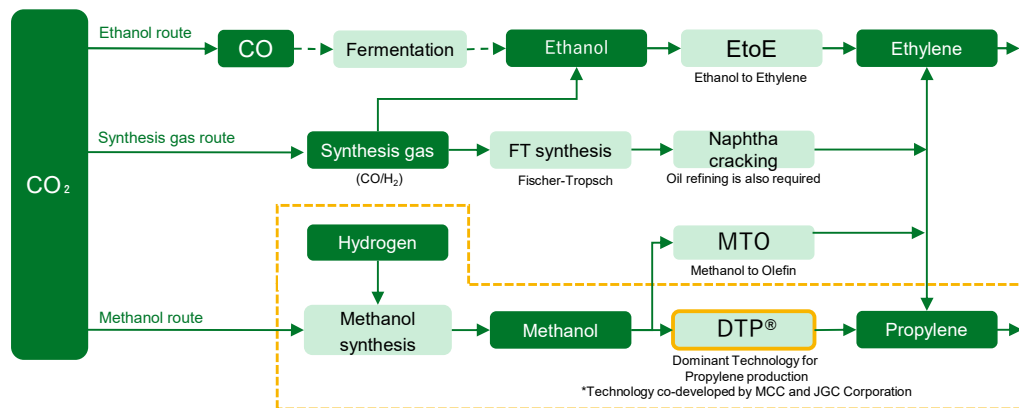 Ethanol route
CO
Fermentation
Ethanol
EtoE
Ethylene
Ethanol to Ethylene
Synthesis gas route
Synthesis gas
(CO/H₂)
FT synthesis
Fischer-Tropsch
Naphtha
cracking
Oil refining is also required
CO₂
Hydrogen
MTO
Methanol to Olefin
Methanol route
Methanol
synthesis
Methanol
DTP®
Propylene
Dominant Technology for
Propylene production
*Technology co-developed by MCC and JGC Corporation